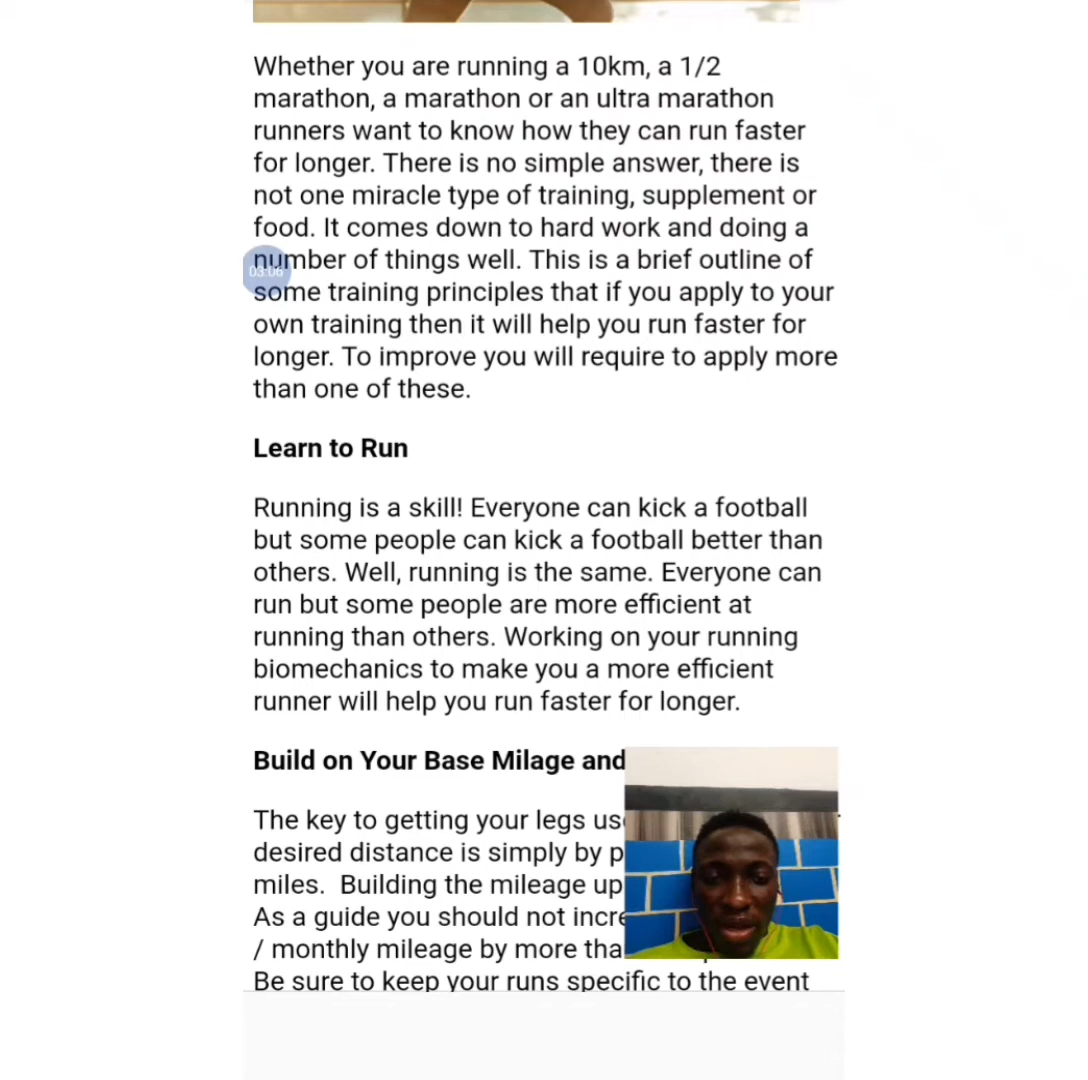 Whether you are running a 10km, a 1/2
marathon, a marathon or an ultra marathon
runners want to know how they can run faster
for longer. There is no simple answer, there is
not one miracle type of training, supplement or
food. It comes down to hard work and doing a
number of things well. This is a brief outline of
03:06
some training principles that if you apply to your
own training then it will help you run faster for
longer. To improve you will require to apply more
than one of these.
Learn to Run
Running is a skill! Everyone can kick a football
but some people can kick a football better than
others. Well, running is the same. Everyone can
run but some people are more efficient at
running than others. Working on your running
biomechanics to make you a more efficient
runner will help you run faster for longer.
Build on Your Base Milage and
The key to getting your legs
desired distance is simply by
miles. Building the mileage up
As a guide you should not
/ monthly mileage by more
Be sure to keep your runs specific to the event